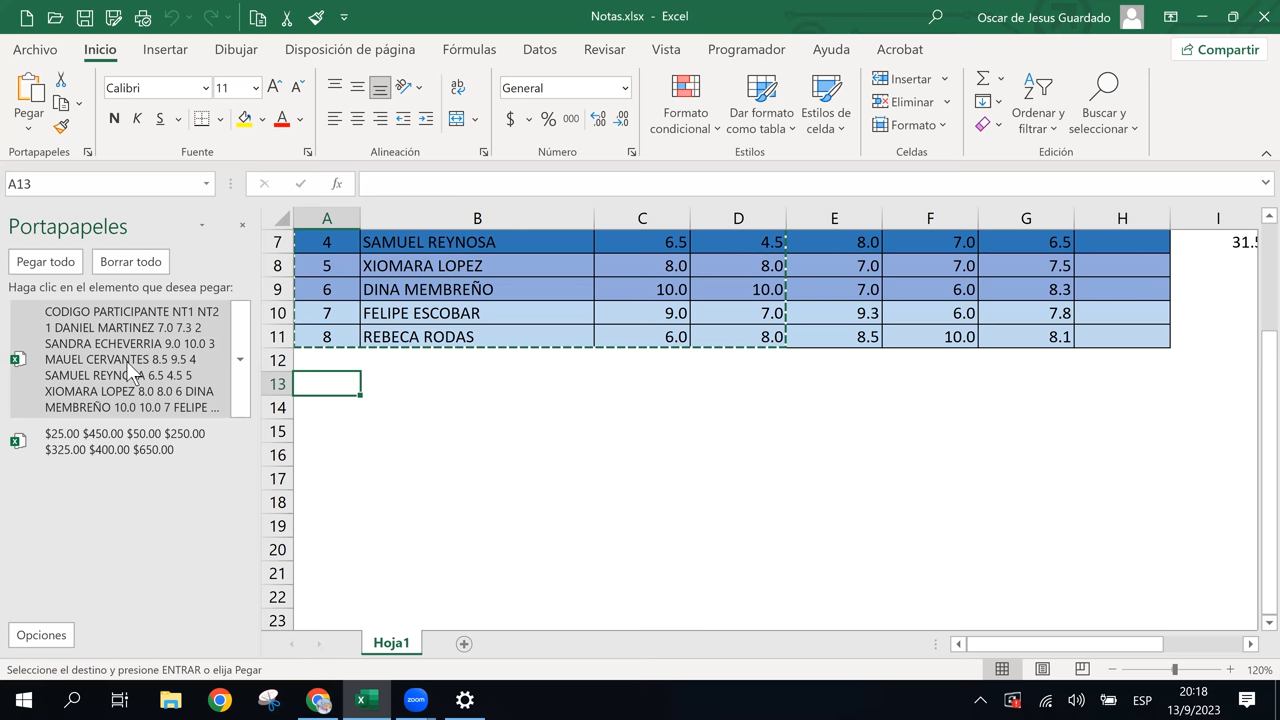 Notas.xlsx - Excel
Oscar de Jesus Guardado
Archivo Inicio Insertar Dibujar Disposición de página Fórmulas Datos Revisar Vista Programador Ayuda Acrobat Compartir
Pegar
Portapapeles
Calibri 11
N K S
Fuente
Alineación
General
$ % 000
Número
Formato condicional
Dar formato como tabla
Estilos de celda
Estilos
Insertar
Eliminar
Formato
Celdas
Ordenar y filtrar
Buscar y seleccionar
Edición
A13 fx
Portapapeles
Pegar todo Borrar todo
Haga clic en el elemento que desea pegar:
CODIGO PARTICIPANTE NT1 NT2
1 DANIEL MARTINEZ 7.0 7.3 2
SANDRA ECHEVERRIA 9.0 10.0 3
MAUEL CERVANTES 8.5 9.5 4
SAMUEL REYNOSA 6.5 4.5 5
XIOMARA LOPEZ 8.0 8.0 6 DINA
MEMBREÑO 10.0 10.0 7 FELIPE ...
$25.00 $450.00 $50.00 $250.00
$325.00 $400.00 $650.00
Opciones
A B C D E F G H I
7 4 SAMUEL REYNOSA 6.5 4.5 8.0 7.0 6.5
8 5 XIOMARA LOPEZ 8.0 8.0 7.0 7.0 7.5
9 6 DINA MEMBREÑO 10.0 10.0 7.0 6.0 8.3
10 7 FELIPE ESCOBAR 9.0 7.0 9.3 6.0 7.8
11 8 REBECA RODAS 6.0 8.0 8.5 10.0 8.1
12
13
14
15
16
17
18
19
20
21
22
23
Hoja1
Seleccione el destino y presione ENTRAR o elija Pegar
120%
zoom
ESP
20:18
13/9/2023